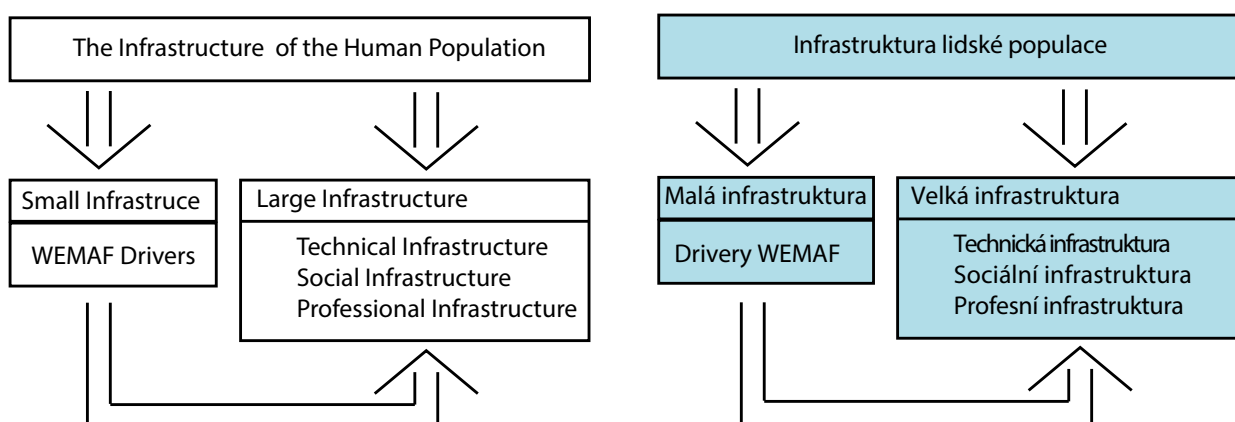 The Infrastructure of the Human Population
Small Infrastruce
WEMAF Drivers
Large Infrastructure
Technical Infrastructure
Social Infrastructure
Professional Infrastructure
Infrastruktura lidské populace
Malá infrastruktura
Drivery WEMAF
Velká infrastruktura
Technická infrastruktura
Sociální infrastruktura
Profesní infrastruktura